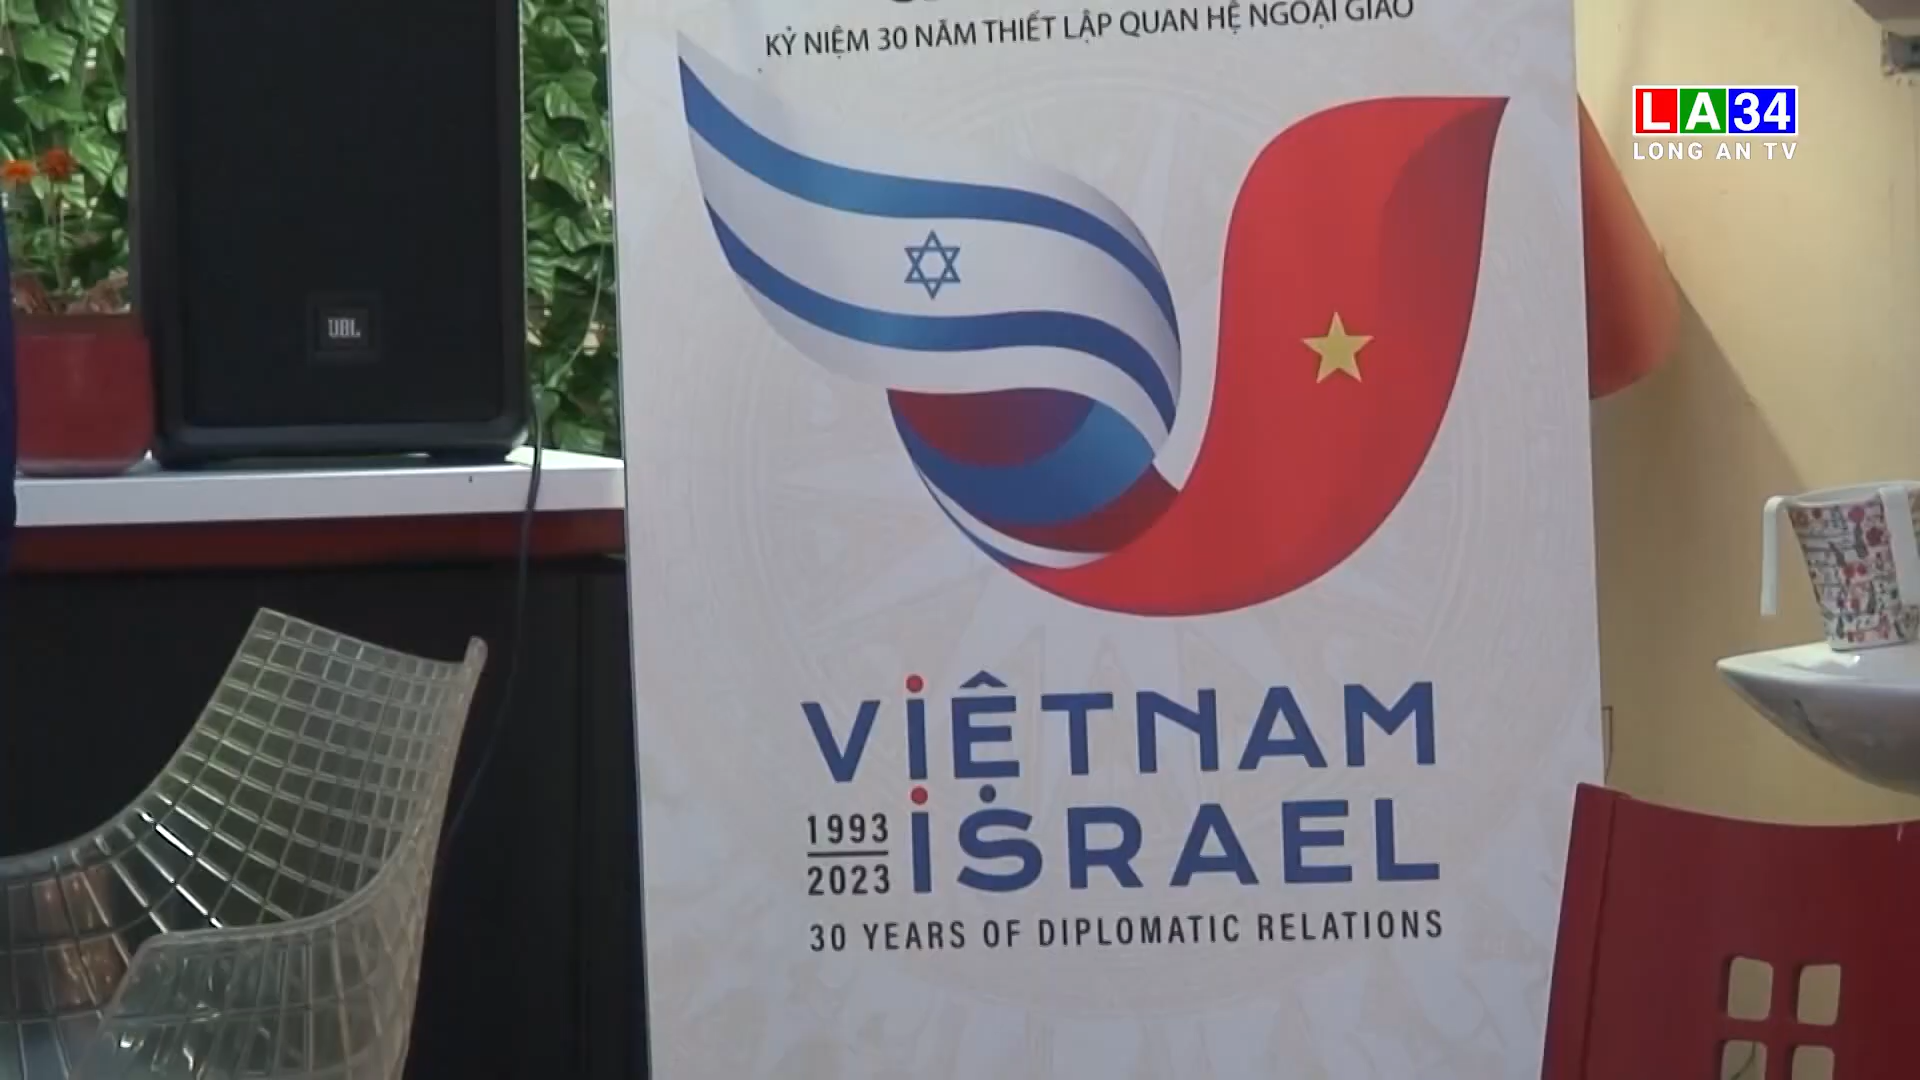 KỶ NIỆM 30 NĂM THIẾT LẬP QUAN HỆ NGOẠI GIAO
LA34
LONG AN TV
JBL
VIỆTNAM
1993
2023
ISRAEL
30 YEARS OF DIPLOMATIC RELATIONS